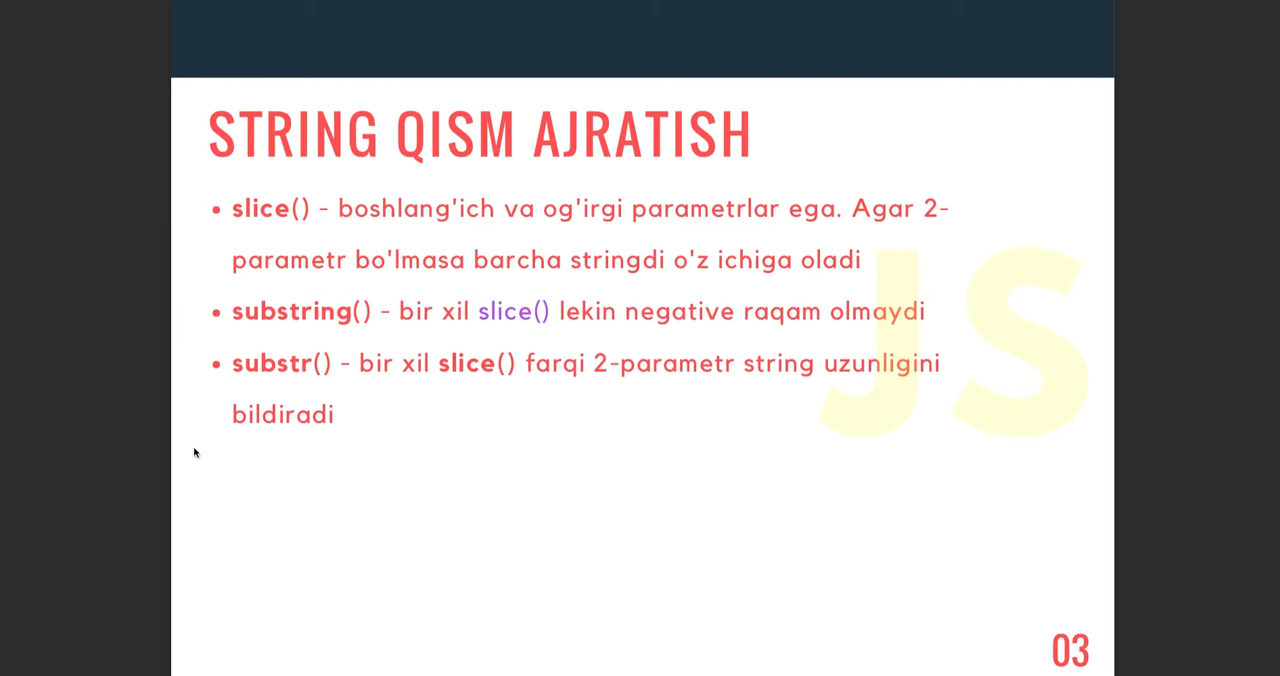 STRING QISM AJRATISH
• slice() - boshlang'ich va og'irgi parametrlar ega. Agar 2-
parametr bo'lmasa barcha stringdi o'z ichiga oladi
• substring() - bir xil slice() lekin negative raqam olmaydi
• substr() - bir xil slice() farqi 2-parametr string uzunligini
bildiradi
JS
03